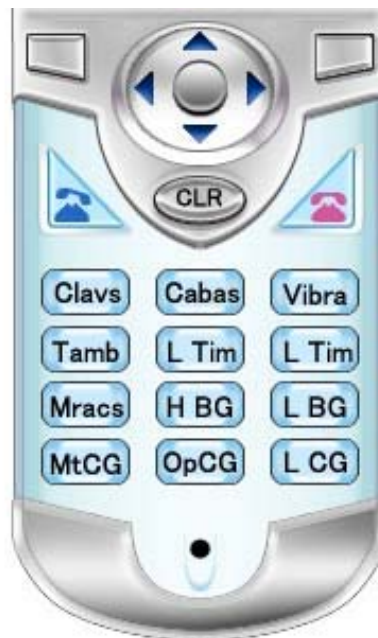 CLR
Clavs Cabas Vibra
Tamb L Tim L Tim
Mracs H BG L BG
MtCG OpCG L CG